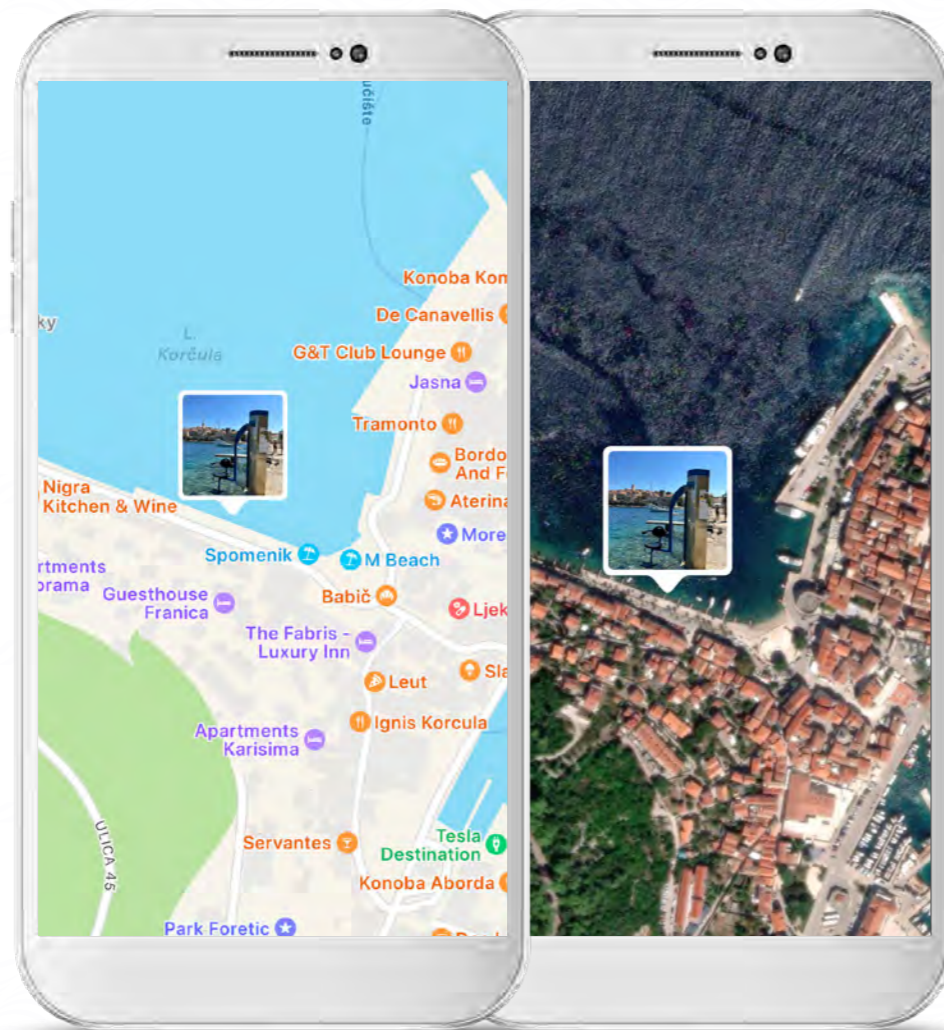 učište
Konoba Kom
De Canavellis
ky
L.
Korčula
G&T Club Lounge
Jasna
Tramonto
Bordo
And F
Nigra
Kitchen & Wine
Aterina
More
Spomenik
M Beach
rtments
orama
Guesthouse
Franica
Babič
Ljek
The Fabris -
Luxury Inn
Leut
Sla
Ignis Korcula
Apartments
Karisima
ULICA 45
Servantes
Tesla
Destination
Konoba Aborda
Park Foretic